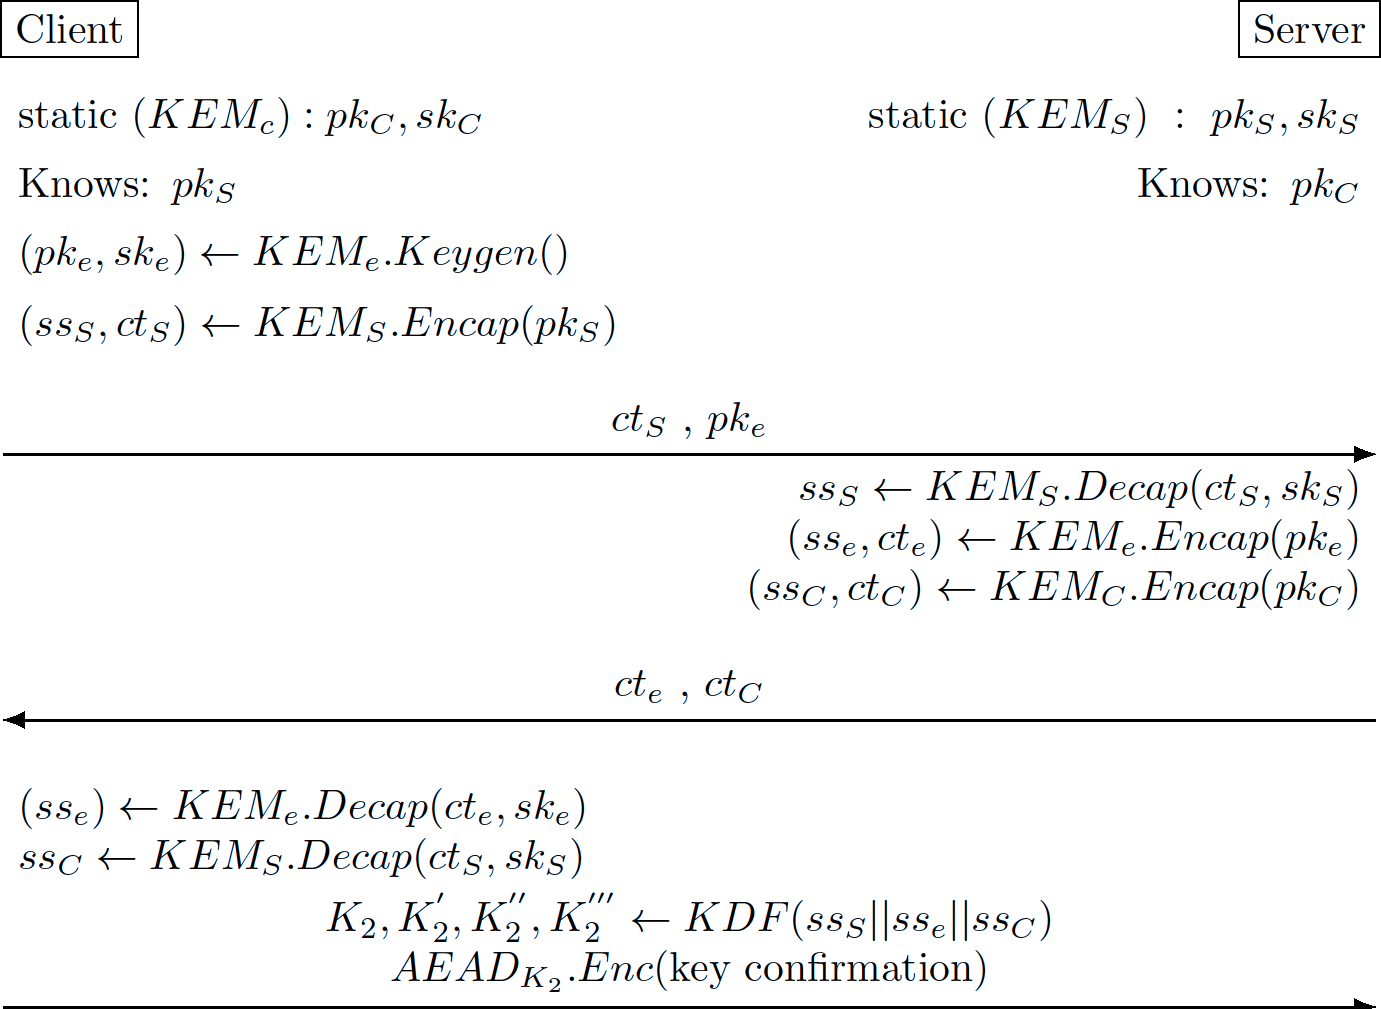 Client
Server
static (KEM_c) : pk_C, sk_C
static (KEM_S) : pk_S, sk_S
Knows: pk_S
Knows: pk_C
(pk_e, sk_e) ← KEM_e.Keygen()
(ss_S, ct_S) ← KEM_S.Encap(pk_S)
ct_S , pk_e
ss_S ← KEM_S.Decap(ct_S, sk_S)
(ss_e, ct_e) ← KEM_e.Encap(pk_e)
(ss_C, ct_C) ← KEM_C.Encap(pk_C)
ct_e , ct_C
(ss_e) ← KEM_e.Decap(ct_e, sk_e)
ss_C ← KEM_S.Decap(ct_S, sk_S)
K_2, K_2^', K_2^'', K_2^''' ← KDF(ss_S||ss_e||ss_C)
AEAD_{K_2}.Enc(key confirmation)